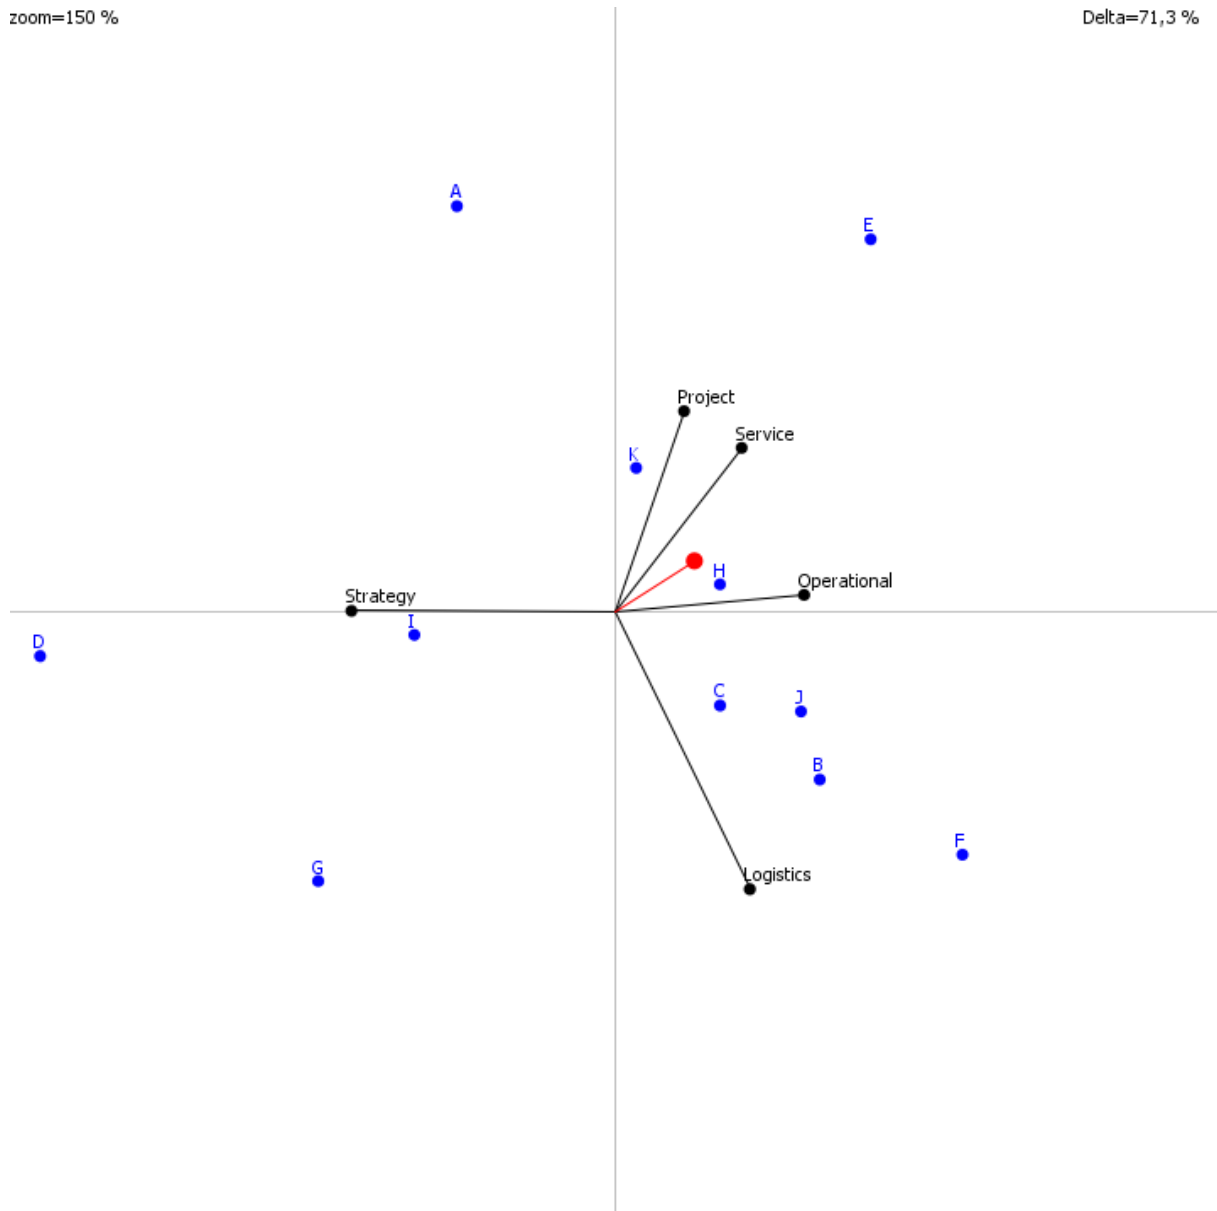 zoom=150 %
Delta=71,3 %
A
E
Project
Service
K
H
Operational
Strategy
I
D
C
J
B
F
G
Logistics